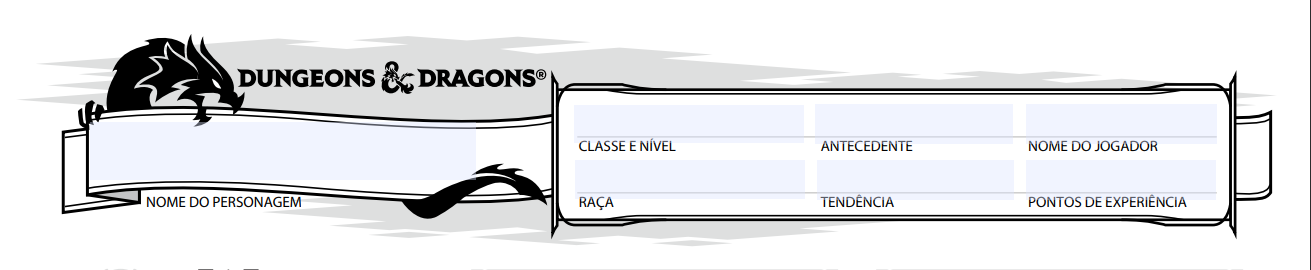 DUNGEONS & DRAGONS®
CLASSE E NÍVEL
ANTECEDENTE
NOME DO JOGADOR
NOME DO PERSONAGEM
RAÇA
TENDÊNCIA
PONTOS DE EXPERIÊNCIA